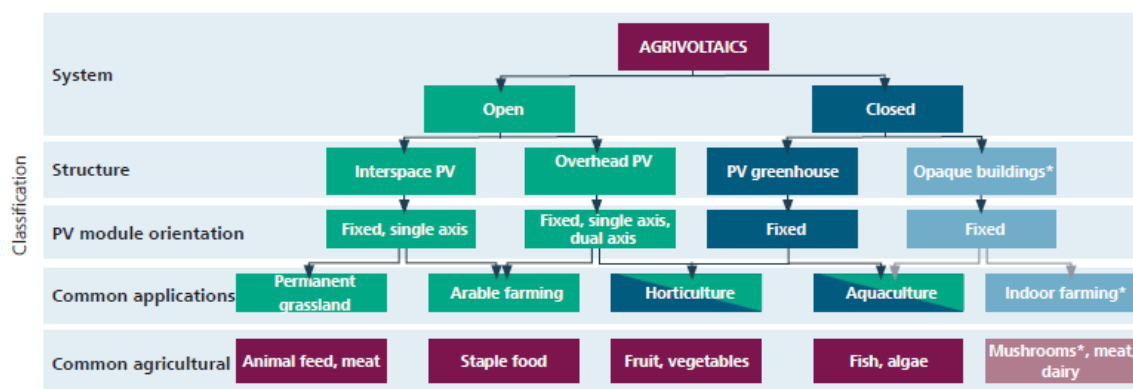 AGRIVOLTAICS
System
Open
Closed
Classification
Structure
Interspace PV
Overhead PV
PV greenhouse
Opaque buildings*
PV module orientation
Fixed, single axis
Fixed, single axis,
dual axis
Fixed
Fixed
Common applications
Permanent
grassland
Arable farming
Horticulture
Aquaculture
Indoor farming*
Common agricultural
Animal feed, meat
Staple food
Fruit, vegetables
Fish, algae
Mushrooms*, meat,
dairy